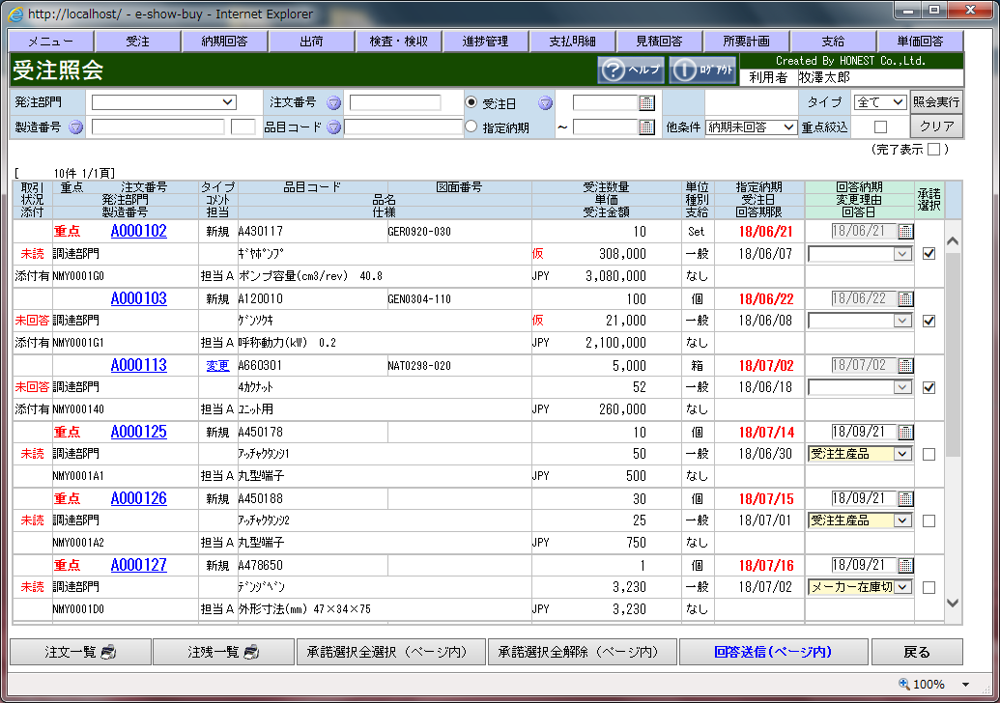 http://localhost/ - e-show-buy - Internet Explorer
メニュー 受注 納期回答 出荷 検査・検収 進捗管理 支払明細 見積回答 所要計画 支給 単価回答
受注照会 ヘルプ ﾛｸﾞｱｳﾄ Created By HONEST Co.,Ltd.
利用者 牧澤太郎
発注部門 注文番号 受注日 タイプ 全て 照会実行
製造番号 品目コード 指定納期 ～ 他条件 納期未回答 重点絞込 クリア
(完了表示 )
[ 10件 1/1頁]
取引 重点 注文番号 タイプ 品目コード 図面番号 受注数量 単位 指定納期 回答納期 承諾
状況 発注部門 ｺﾒﾝﾄ 品名 単価 種別 受注日 変更理由 選択
添付 製造番号 担当 仕様 受注金額 支給 回答期限 回答日
重点 A000102 新規 A430117 GER0920-030 10 Set 18/06/21 18/06/21
未読 調達部門 ｷﾞﾔﾎﾟﾝﾌﾟ 仮 308,000 一般 18/06/07
添付有 NMY0001G0 担当Ａ ポンプ容量(cm3/rev) 40.8 JPY 3,080,000 なし
A000103 新規 A120010 GEN0304-110 100 個 18/06/22 18/06/22
未回答 調達部門 ｹﾞﾝｿｸｷ 仮 21,000 一般 18/06/08
添付有 NMY0001G1 担当Ａ 呼称動力(kW) 0.2 JPY 2,100,000 なし
A000113 変更 A660301 NAT0298-020 5,000 箱 18/07/02 18/07/02
未回答 調達部門 4ｶｸﾅｯﾄ 52 一般 18/06/18
添付有 NMY000140 担当Ａ ﾕﾆｯﾄ用 JPY 260,000 なし
重点 A000125 新規 A450178 10 個 18/07/14 18/09/21
未読 調達部門 ｱｯﾁｬｸﾀﾝｼ1 50 一般 18/06/30 受注生産品
NMY0001A1 担当Ａ 丸型端子 JPY 500 なし
重点 A000126 新規 A450188 30 個 18/07/15 18/09/21
未読 調達部門 ｱｯﾁｬｸﾀﾝｼ2 25 一般 18/07/01 受注生産品
NMY0001A2 担当Ａ 丸型端子 JPY 750 なし
重点 A000127 新規 A478650 1 個 18/07/16 18/09/21
未読 調達部門 ﾃﾞﾝｼﾞﾍﾞﾝ 3,230 一般 18/07/02 メーカー在庫切
NMY0001D0 担当Ａ 外形寸法(mm) 47×34×75 JPY 3,230 なし
注文一覧 注残一覧 承諾選択全選択（ページ内） 承諾選択全解除（ページ内） 回答送信(ページ内) 戻る
100%